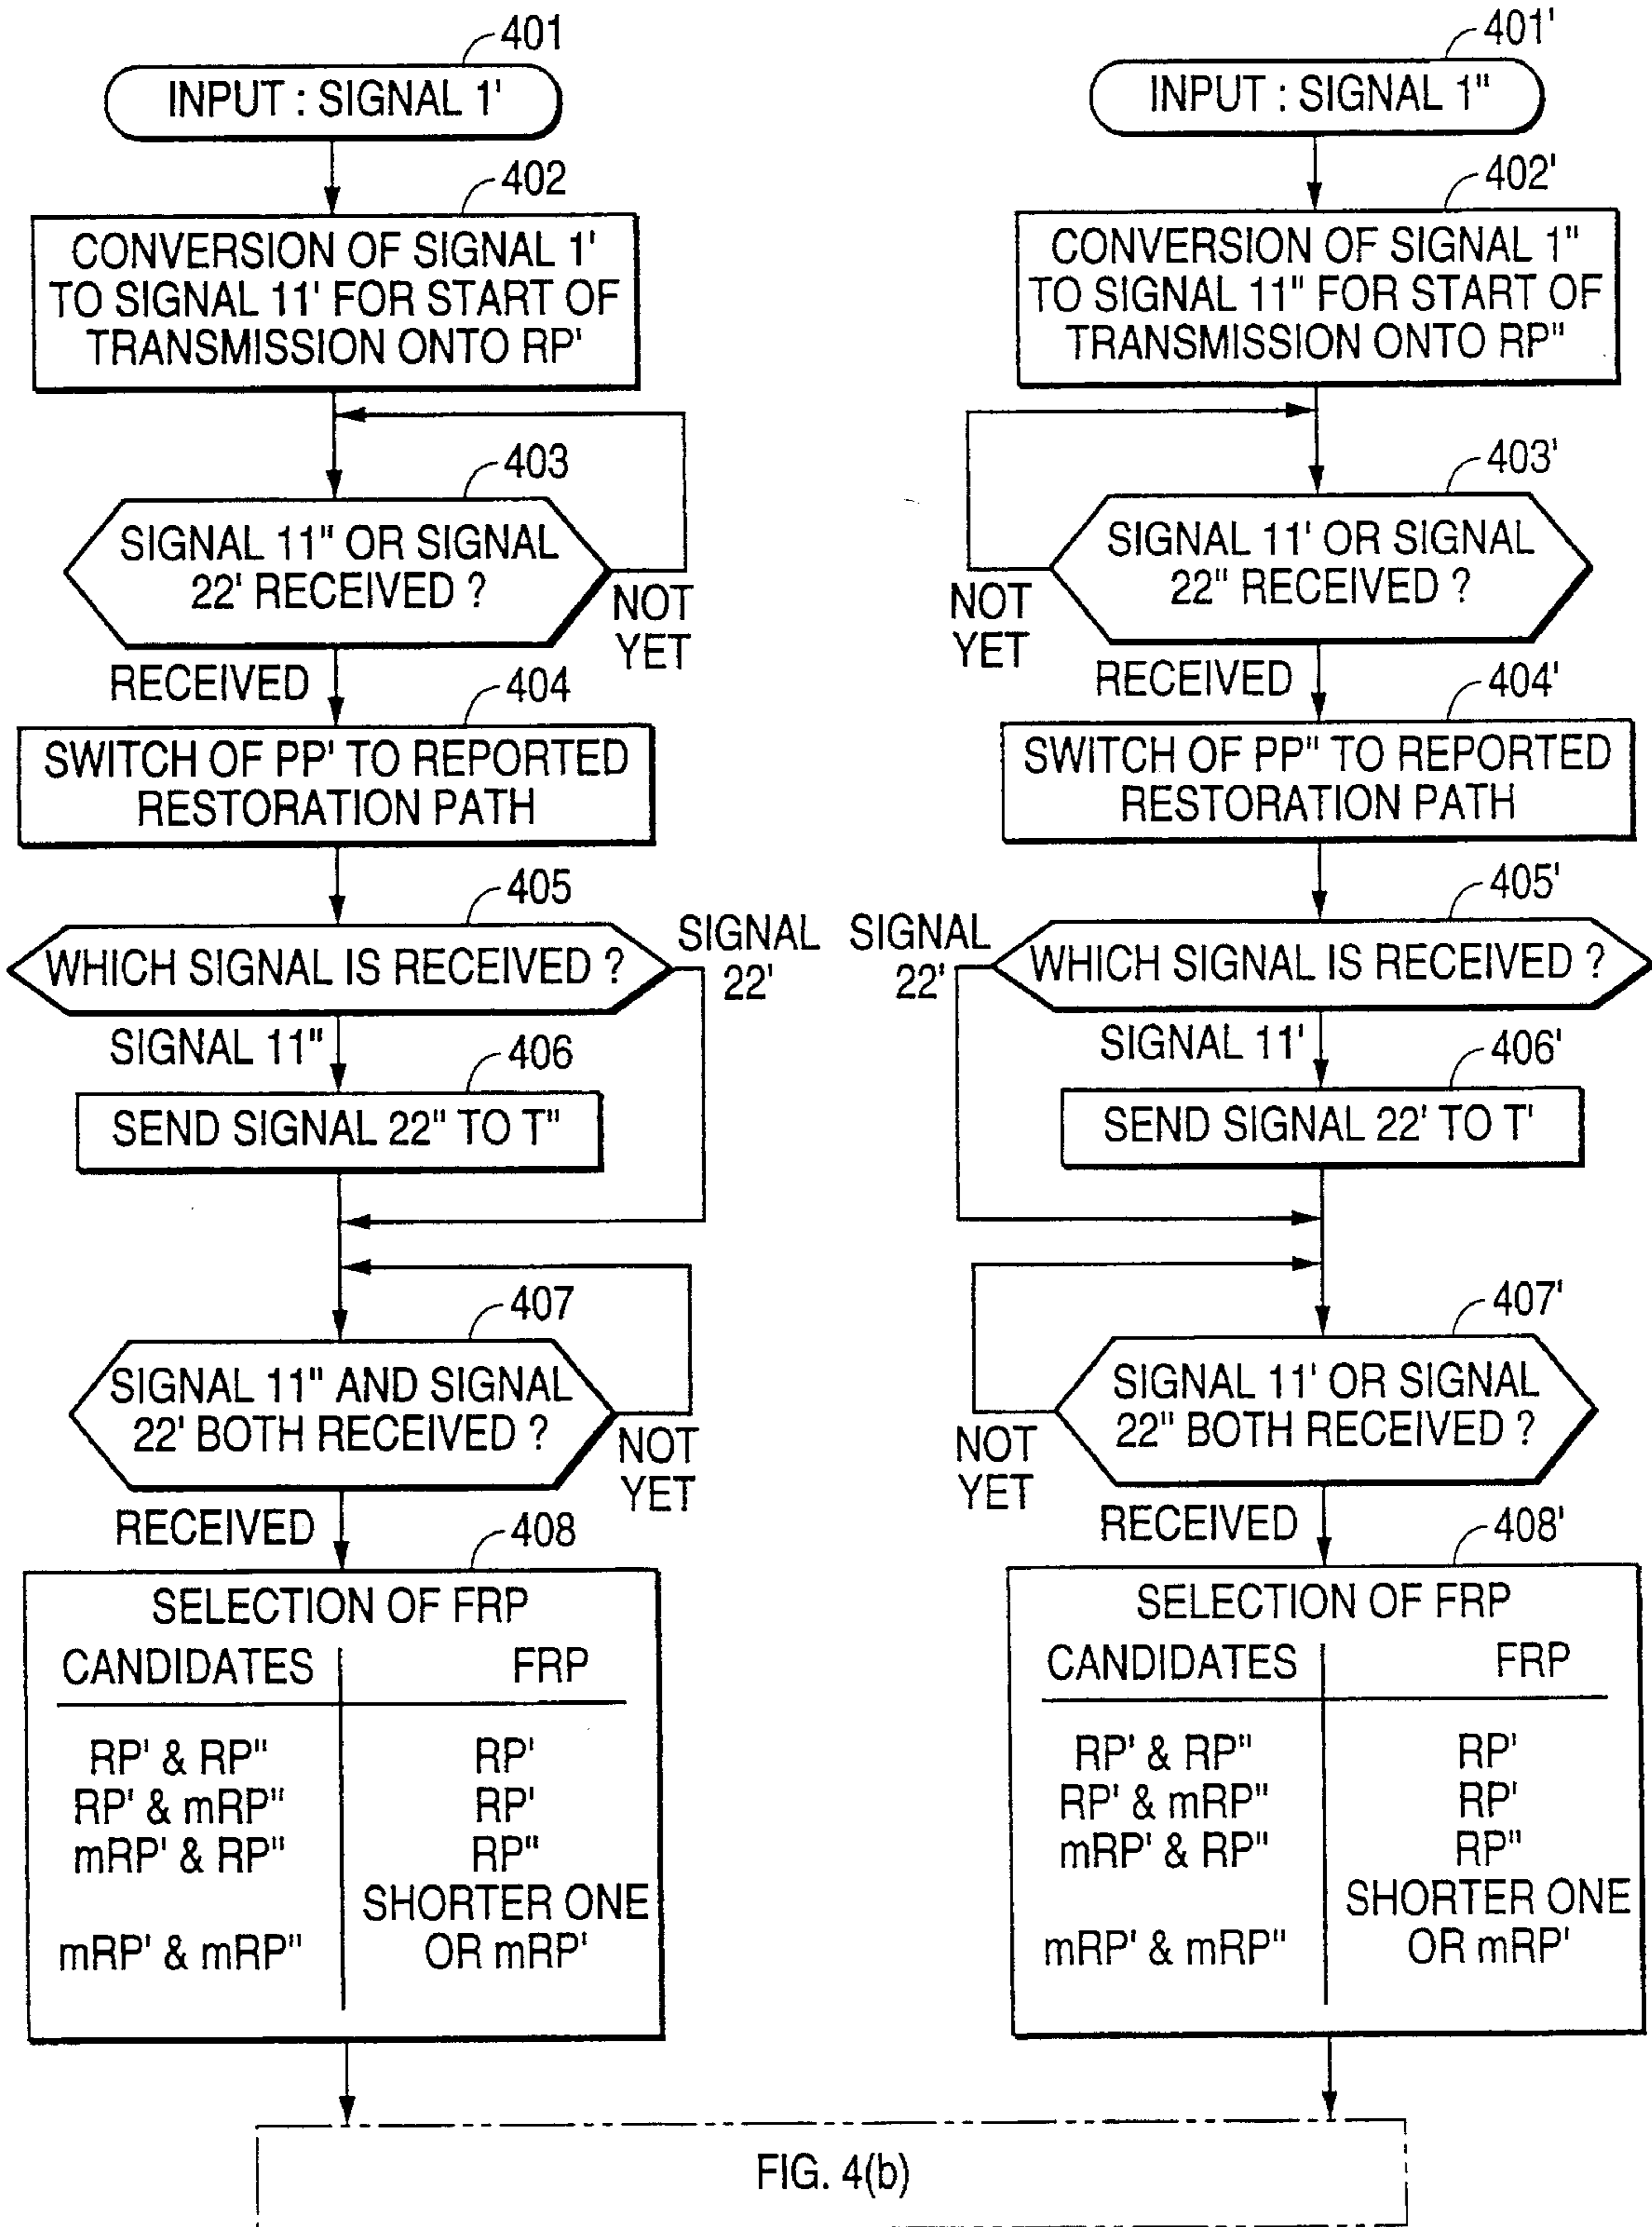 401
INPUT : SIGNAL 1'
402
CONVERSION OF SIGNAL 1'
TO SIGNAL 11' FOR START OF
TRANSMISSION ONTO RP'
403
SIGNAL 11" OR SIGNAL
22' RECEIVED ?
NOT
YET
RECEIVED
404
SWITCH OF PP' TO REPORTED
RESTORATION PATH
405
WHICH SIGNAL IS RECEIVED ?
SIGNAL
22'
SIGNAL 11"
406
SEND SIGNAL 22" TO T"
407
SIGNAL 11" AND SIGNAL
22' BOTH RECEIVED ?
NOT
YET
RECEIVED
408
SELECTION OF FRP
CANDIDATES FRP
RP' & RP" RP'
RP' & mRP" RP'
mRP' & RP" RP"
SHORTER ONE
mRP' & mRP" OR mRP'
401'
INPUT : SIGNAL 1"
402'
CONVERSION OF SIGNAL 1"
TO SIGNAL 11" FOR START OF
TRANSMISSION ONTO RP"
403'
SIGNAL 11' OR SIGNAL
22" RECEIVED ?
NOT
YET
RECEIVED
404'
SWITCH OF PP" TO REPORTED
RESTORATION PATH
405'
SIGNAL
22'
WHICH SIGNAL IS RECEIVED ?
SIGNAL 11'
406'
SEND SIGNAL 22' TO T'
407'
SIGNAL 11' OR SIGNAL
22" BOTH RECEIVED ?
NOT
YET
RECEIVED
408'
SELECTION OF FRP
CANDIDATES FRP
RP' & RP" RP'
RP' & mRP" RP'
mRP' & RP" RP"
SHORTER ONE
mRP' & mRP" OR mRP'
FIG. 4(b)